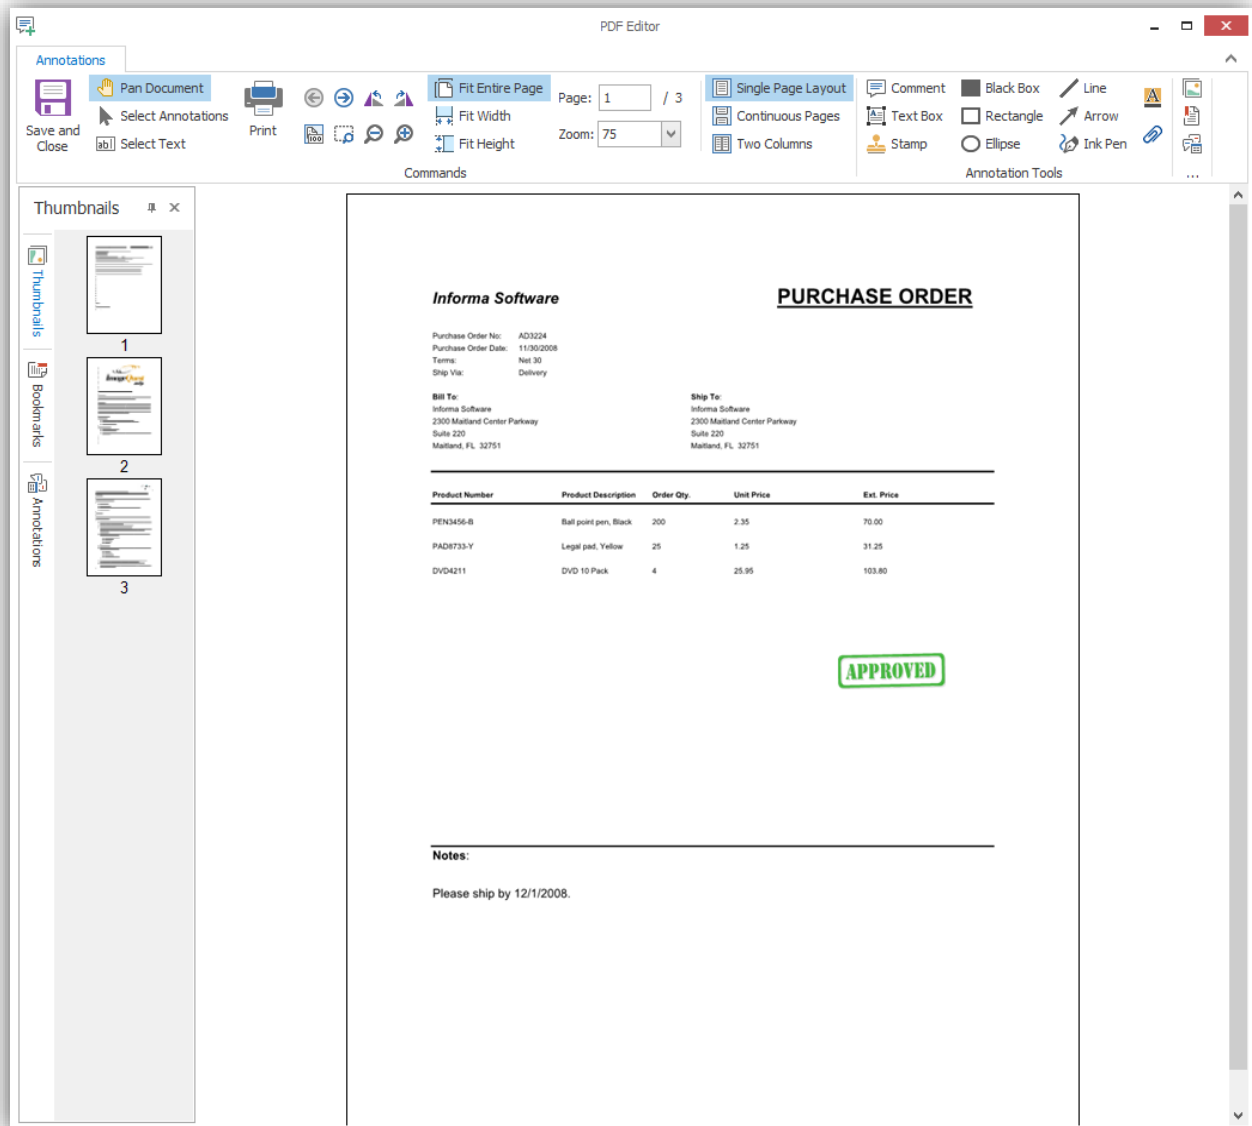 PDF Editor
Annotations
Save and Close
Pan Document
Select Annotations
Select Text
Print
100
Fit Entire Page
Fit Width
Fit Height
Page: 1 / 3
Zoom: 75
Single Page Layout
Continuous Pages
Two Columns
Commands
Comment
Text Box
Stamp
Black Box
Rectangle
Ellipse
Line
Arrow
Ink Pen
A
Annotation Tools
...
Thumbnails
Thumbnails
Bookmarks
Annotations
1
2
3
Informa Software PURCHASE ORDER
Purchase Order No: AD3224
Purchase Order Date: 11/30/2008
Terms: Net 30
Ship Via: Delivery
Bill To: Ship To:
Informa Software Informa Software
2300 Maitland Center Parkway 2300 Maitland Center Parkway
Suite 220 Suite 220
Maitland, FL 32751 Maitland, FL 32751
Product Number Product Description Order Qty. Unit Price Ext. Price
PEN3456-B Ball point pen, Black 200 2.35 70.00
PAD8733-Y Legal pad, Yellow 25 1.25 31.25
DVD4211 DVD 10 Pack 4 25.95 103.80
APPROVED
Notes:
Please ship by 12/1/2008.